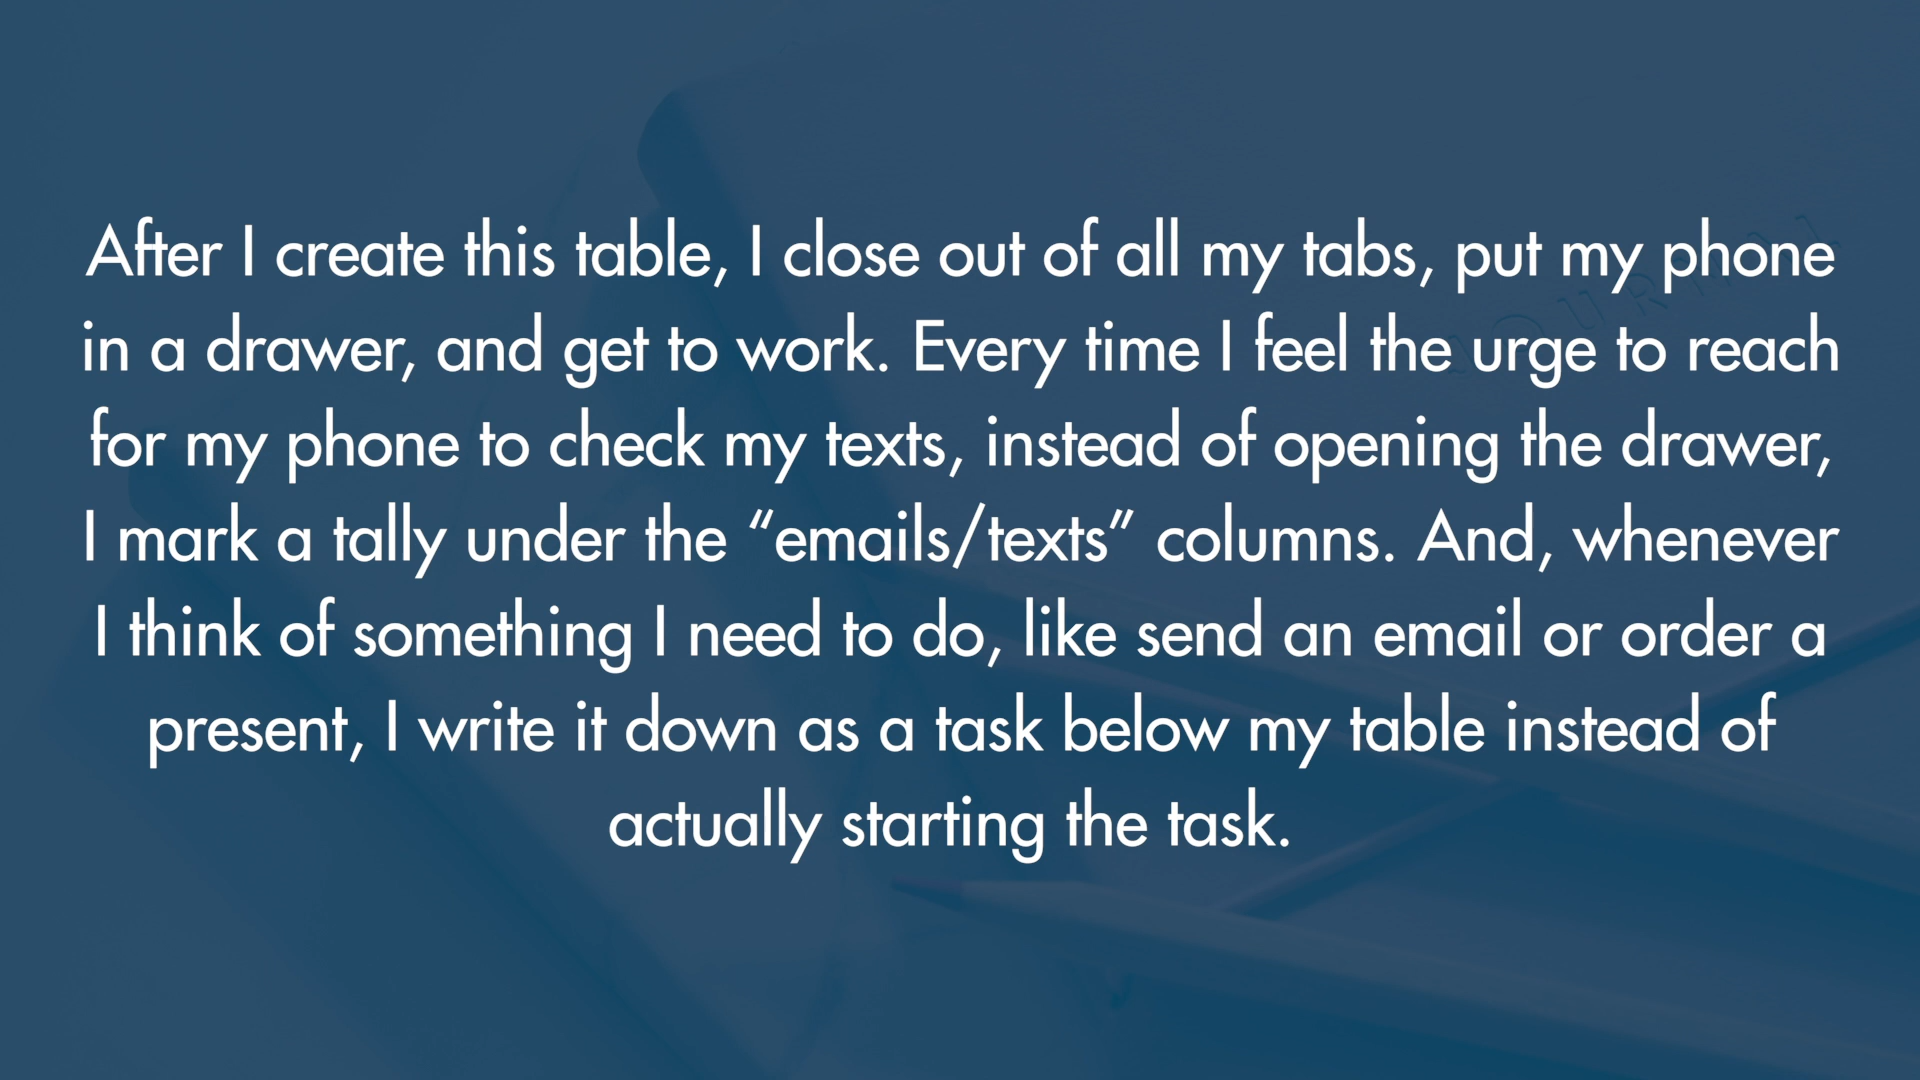 After I create this table, I close out of all my tabs, put my phone
in a drawer, and get to work. Every time I feel the urge to reach
for my phone to check my texts, instead of opening the drawer,
I mark a tally under the “emails/texts” columns. And, whenever
I think of something I need to do, like send an email or order a
present, I write it down as a task below my table instead of
actually starting the task.
JOURNAL